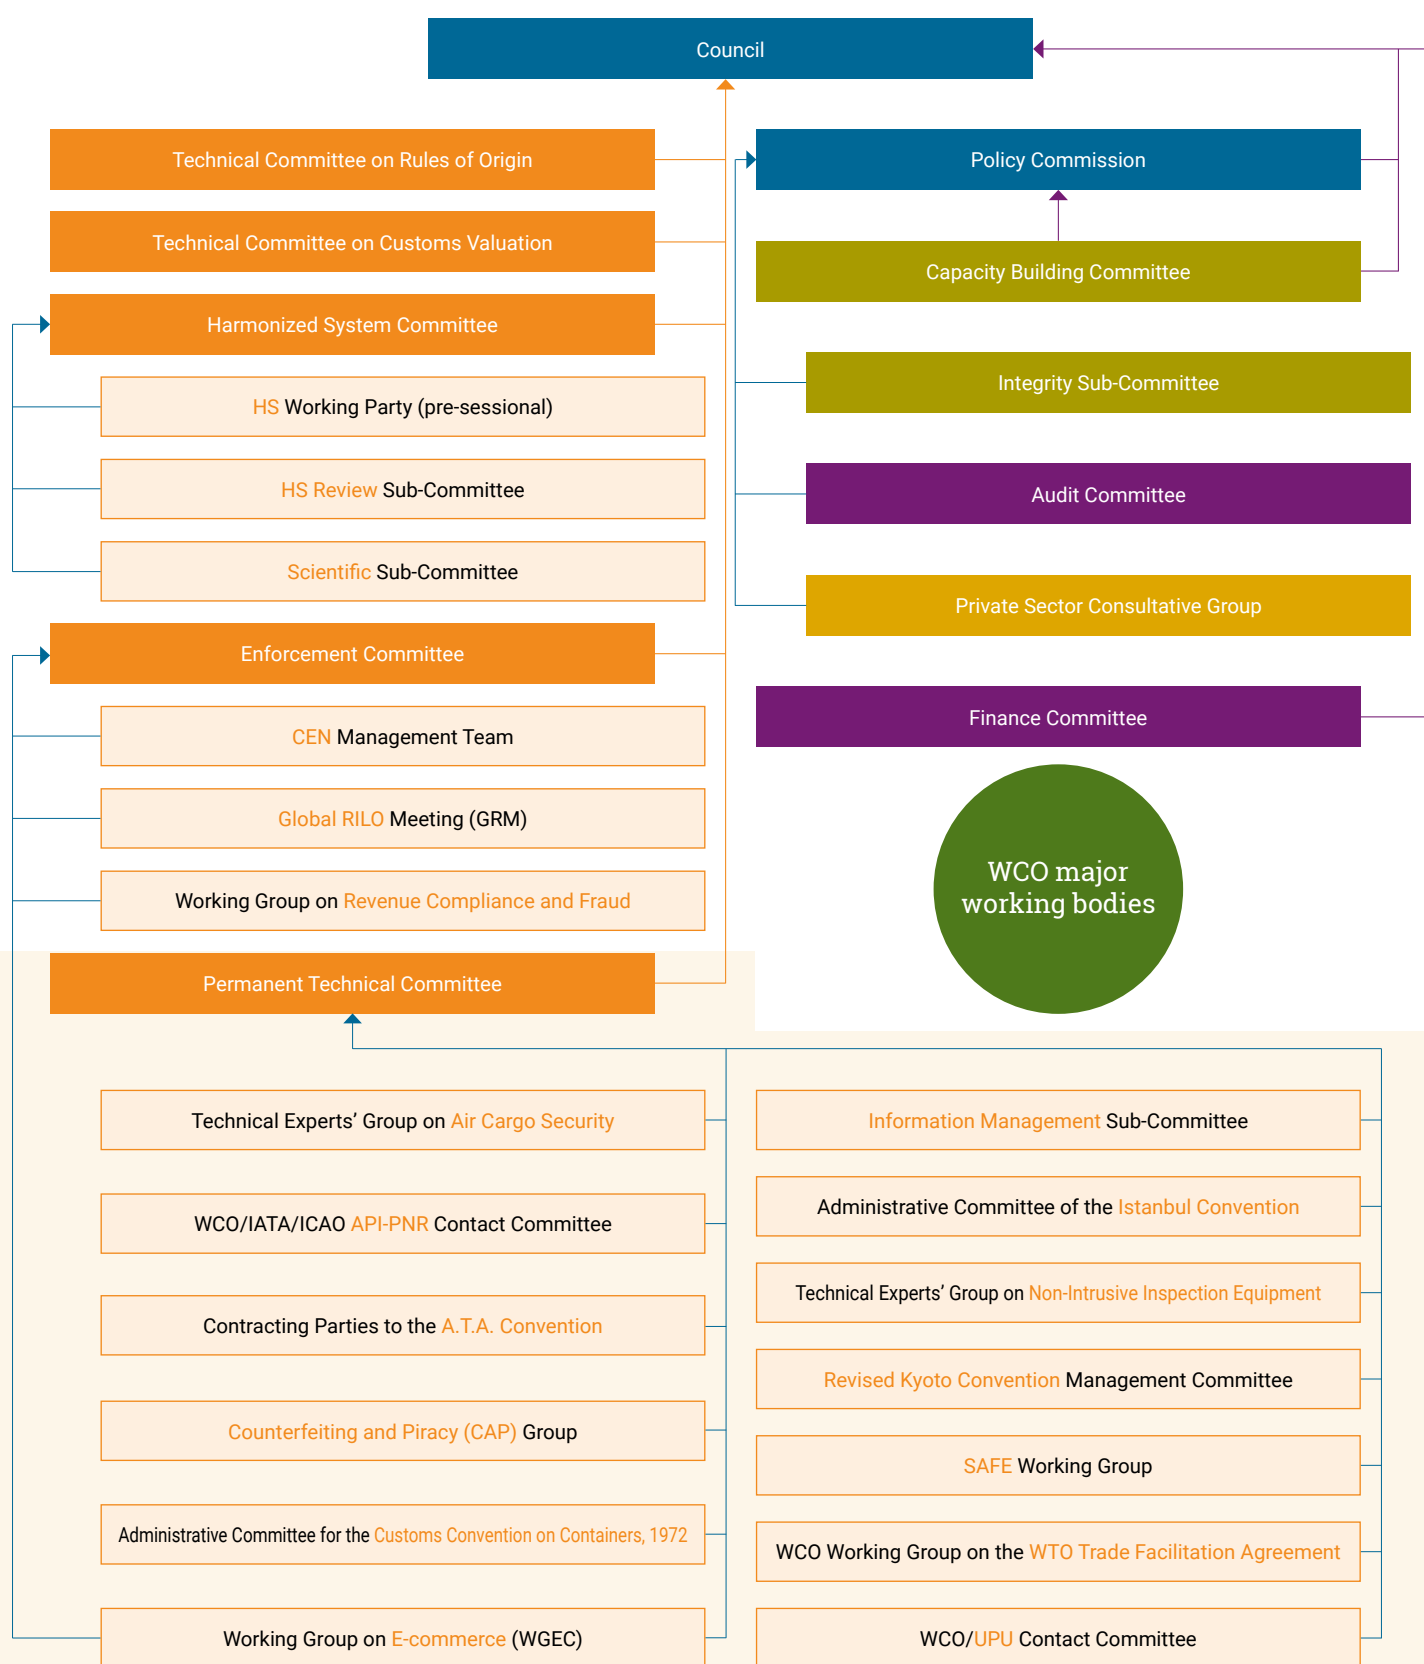 Council
Technical Committee on Rules of Origin
Technical Committee on Customs Valuation
Harmonized System Committee
HS Working Party (pre-sessional)
HS Review Sub-Committee
Scientific Sub-Committee
Enforcement Committee
CEN Management Team
Global RILO Meeting (GRM)
Working Group on Revenue Compliance and Fraud
Policy Commission
Capacity Building Committee
Integrity Sub-Committee
Audit Committee
Private Sector Consultative Group
Finance Committee
WCO major
working bodies
Permanent Technical Committee
Technical Experts’ Group on Air Cargo Security
WCO/IATA/ICAO API-PNR Contact Committee
Contracting Parties to the A.T.A. Convention
Counterfeiting and Piracy (CAP) Group
Administrative Committee for the Customs Convention on Containers, 1972
Working Group on E-commerce (WGEC)
Information Management Sub-Committee
Administrative Committee of the Istanbul Convention
Technical Experts’ Group on Non-Intrusive Inspection Equipment
Revised Kyoto Convention Management Committee
SAFE Working Group
WCO Working Group on the WTO Trade Facilitation Agreement
WCO/UPU Contact Committee